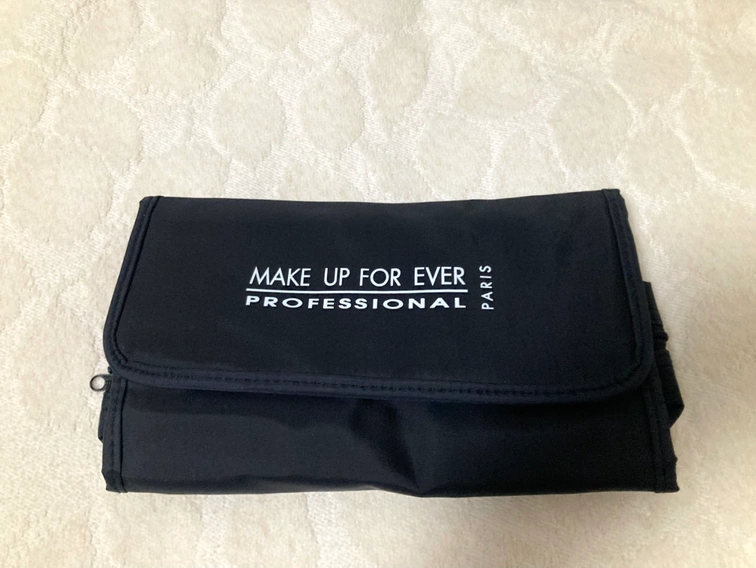 MAKE UP FOR EVER
PROFESSIONAL
PARIS